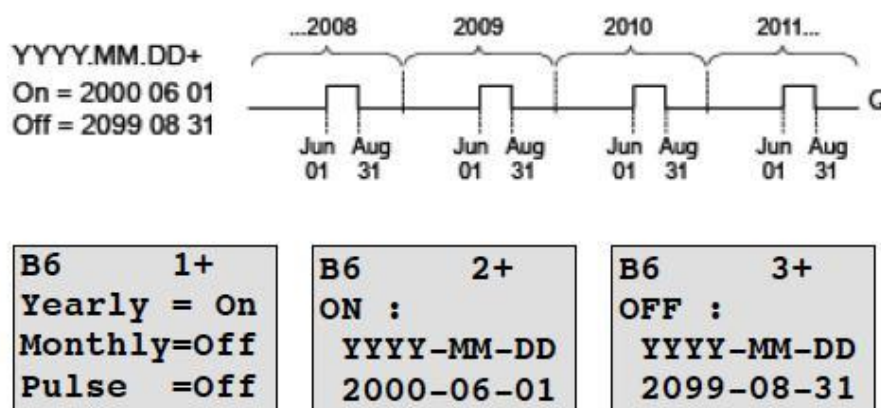 ...2008 2009 2010 2011...
YYYY.MM.DD+
On = 2000 06 01
Off = 2099 08 31
Q
Jun Aug Jun Aug Jun Aug Jun Aug
01 31 01 31 01 31 01 31
B6 1+
Yearly = On
Monthly=Off
Pulse =Off
B6 2+
ON :
YYYY-MM-DD
2000-06-01
B6 3+
OFF :
YYYY-MM-DD
2099-08-31